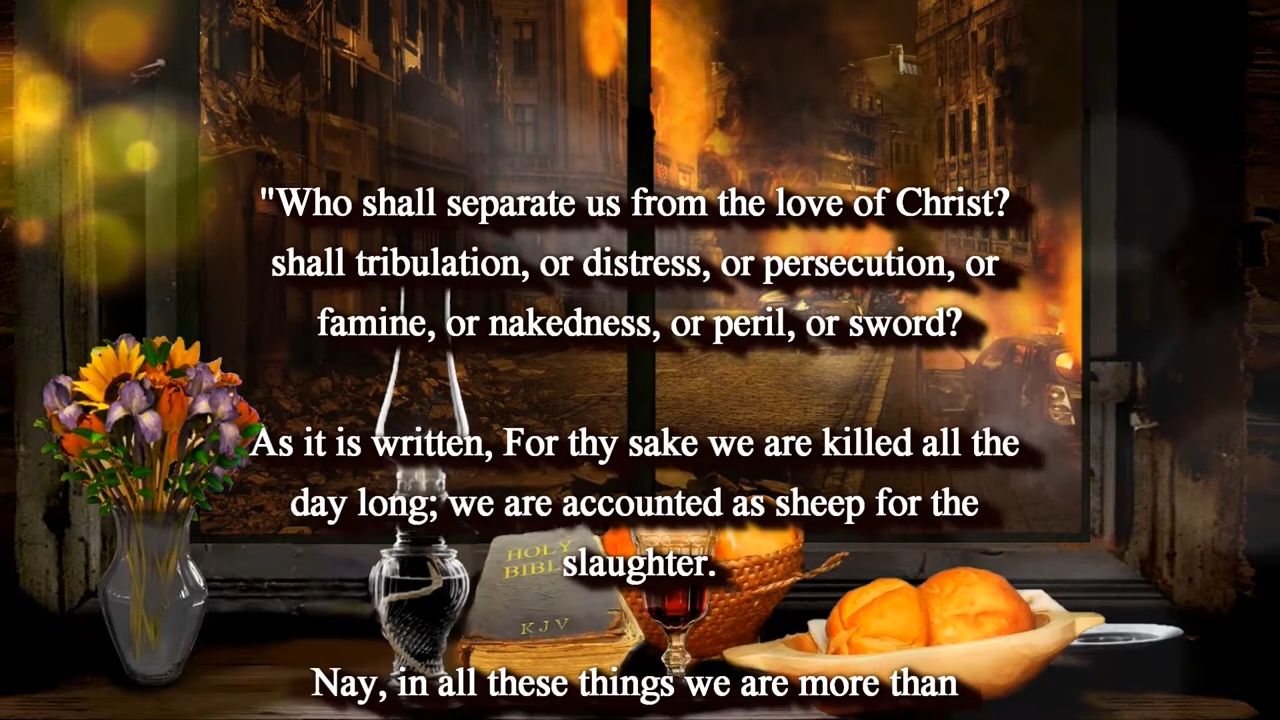 "Who shall separate us from the love of Christ?
shall tribulation, or distress, or persecution, or
famine, or nakedness, or peril, or sword?
As it is written, For thy sake we are killed all the
day long; we are accounted as sheep for the
slaughter.
HOLY
BIBLE
KJV
Nay, in all these things we are more than